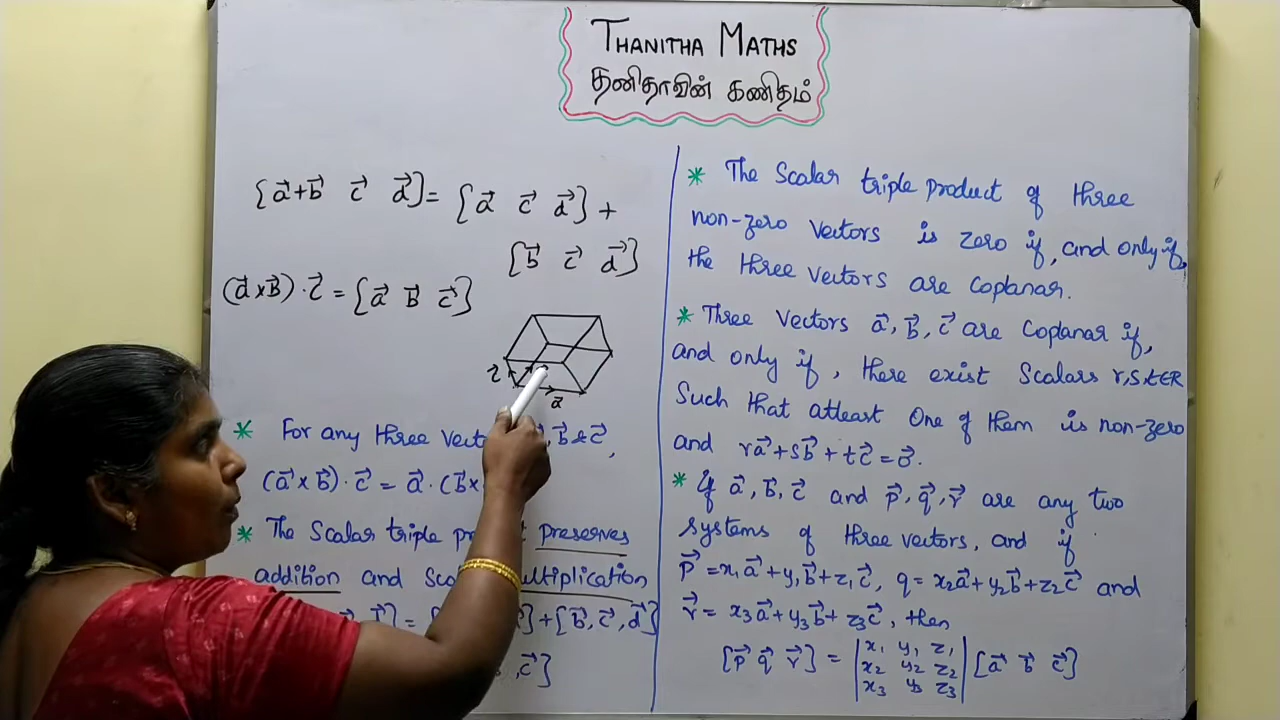 THANITHA MATHS
தனிதாவின் கணிதம்
[a⃗+b⃗ c⃗ d⃗] = [a⃗ c⃗ d⃗] +
[b⃗ c⃗ d⃗]
(a⃗×b⃗)·c⃗ = [a⃗ b⃗ c⃗]
c⃗
a⃗
* For any three vect b⃗ & c⃗,
(a⃗×b⃗)·c⃗ = a⃗·(b⃗×
* The Scalar triple preserves
addition and ultiplication
d⃗] = ]+[b⃗,c⃗,d⃗]
,c⃗]
* The Scalar triple product of three
non-zero vectors is zero if, and only if,
the three vectors are coplanar.
* Three vectors a⃗, b⃗, c⃗ are Coplanar if,
and only if, there exist Scalars r,s,t∈R
Such that atleast One of them is non-zero
and ra⃗+sb⃗+tc⃗=o⃗.
* If a⃗, b⃗, c⃗ and p⃗, q⃗, r⃗ are any two
systems of three vectors, and if
p⃗=x₁a⃗+y₁b⃗+z₁c⃗, q=x₂a⃗+y₂b⃗+z₂c⃗ and
r⃗= x₃a⃗+y₃b⃗+z₃c⃗, then
[p⃗ q⃗ r⃗] = | x₁ y₁ z₁ | [a⃗ b⃗ c⃗]
x₂ y₂ z₂
x₃ y₃ z₃